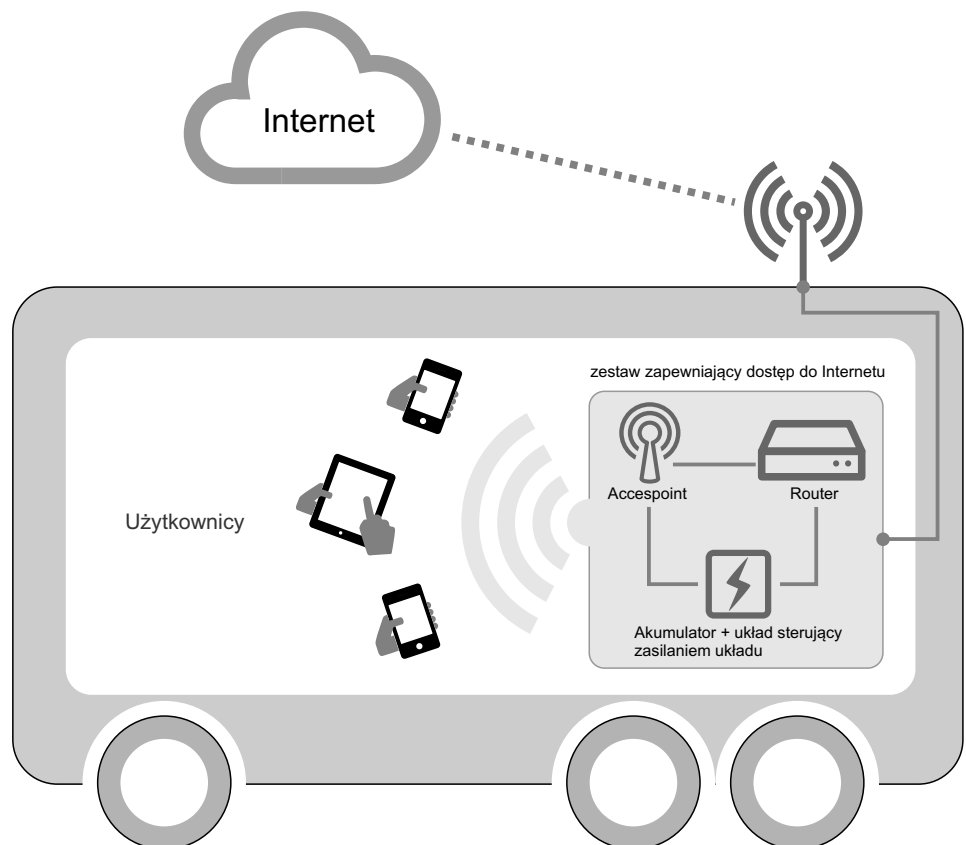 Internet
zestaw zapewniający dostęp do Internetu
Accespoint
Router
Użytkownicy
Akumulator + układ sterujący
zasilaniem układu